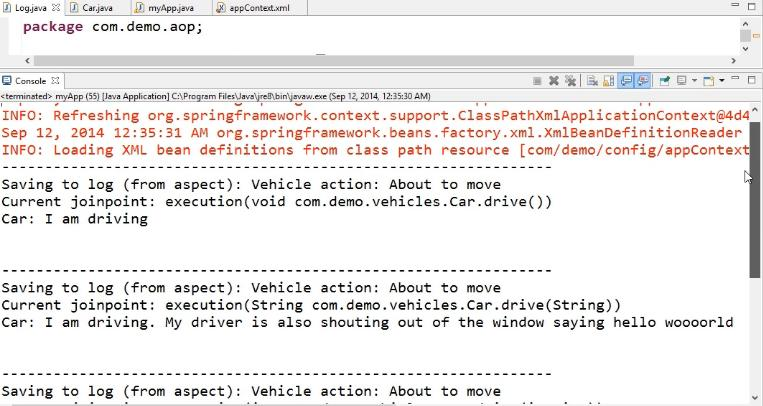 Log.java Car.java myApp.java appContext.xml
package com.demo.aop;
Console
<terminated> myApp (55) [Java Application] C:\Program Files\Java\jre8\bin\javaw.exe (Sep 12, 2014, 12:35:30 AM)
INFO: Refreshing org.springframework.context.support.ClassPathXmlApplicationContext@4d4
Sep 12, 2014 12:35:31 AM org.springframework.beans.factory.xml.XmlBeanDefinitionReader
INFO: Loading XML bean definitions from class path resource [com/demo/config/appContext
-------------------------------------------------------
Saving to log (from aspect): Vehicle action: About to move
Current joinpoint: execution(void com.demo.vehicles.Car.drive())
Car: I am driving
-------------------------------------------------------
Saving to log (from aspect): Vehicle action: About to move
Current joinpoint: execution(String com.demo.vehicles.Car.drive(String))
Car: I am driving. My driver is also shouting out of the window saying hello woooorld
-------------------------------------------------------
Saving to log (from aspect): Vehicle action: About to move